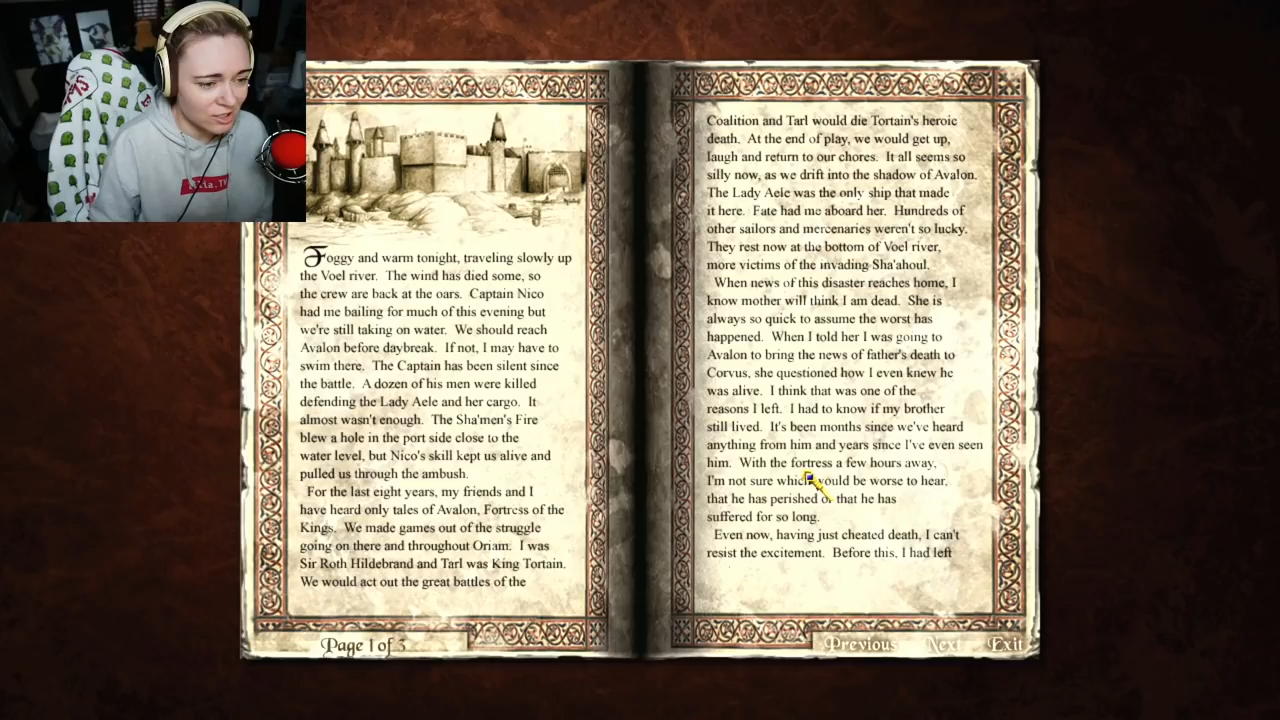 Foggy and warm tonight, traveling slowly up
the Voel river. The wind has died some, so
the crew are back at the oars. Captain Nico
had me bailing for much of this evening but
we're still taking on water. We should reach
Avalon before daybreak. If not, I may have to
swim there. The Captain has been silent since
the battle. A dozen of his men were killed
defending the Lady Aele and her cargo. It
almost wasn't enough. The Sha'men's Fire
blew a hole in the port side close to the
water level, but Nico's skill kept us alive and
pulled us through the ambush.
For the last eight years, my friends and I
have heard only tales of Avalon, Fortress of the
Kings. We made games out of the struggle
going on there and throughout Oriam. I was
Sir Roth Hildebrand and Tarl was King Tortain.
We would act out the great battles of the
Page 1 of 3
Coalition and Tarl would die Tortain's heroic
death. At the end of play, we would get up,
laugh and return to our chores. It all seems so
silly now, as we drift into the shadow of Avalon.
The Lady Aele was the only ship that made
it here. Fate had me aboard her. Hundreds of
other sailors and mercenaries weren't so lucky.
They rest now at the bottom of Voel river,
more victims of the invading Sha'ahoul.
When news of this disaster reaches home, I
know mother will think I am dead. She is
always so quick to assume the worst has
happened. When I told her I was going to
Avalon to bring the news of father's death to
Corvus, she questioned how I even knew he
was alive. I think that was one of the
reasons I left. I had to know if my brother
still lived. It's been months since we've heard
anything from him and years since I've even seen
him. With the fortress a few hours away,
I'm not sure which would be worse to hear,
that he has perished or that he has
suffered for so long.
Even now, having just cheated death, I can't
resist the excitement. Before this, I had left
Previous Next Exit